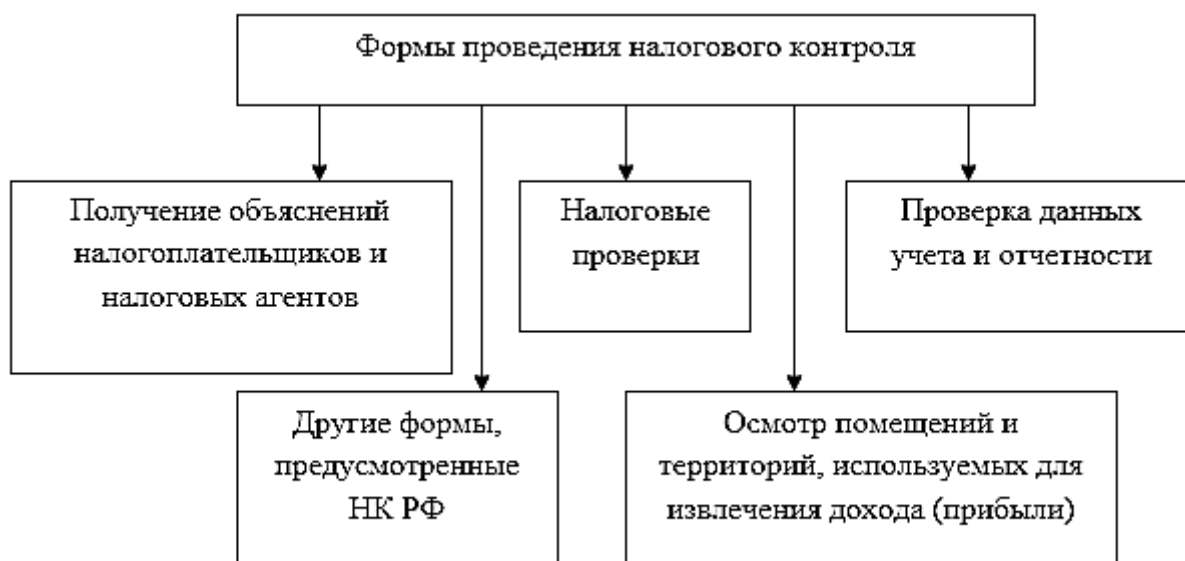 Формы проведения налогового контроля
Получение объяснений
налогоплательщиков и
налоговых агентов
Налоговые
проверки
Проверка данных
учета и отчетности
Другие формы,
предусмотренные
НК РФ
Осмотр помещений и
территорий, используемых для
извлечения дохода (прибыли)